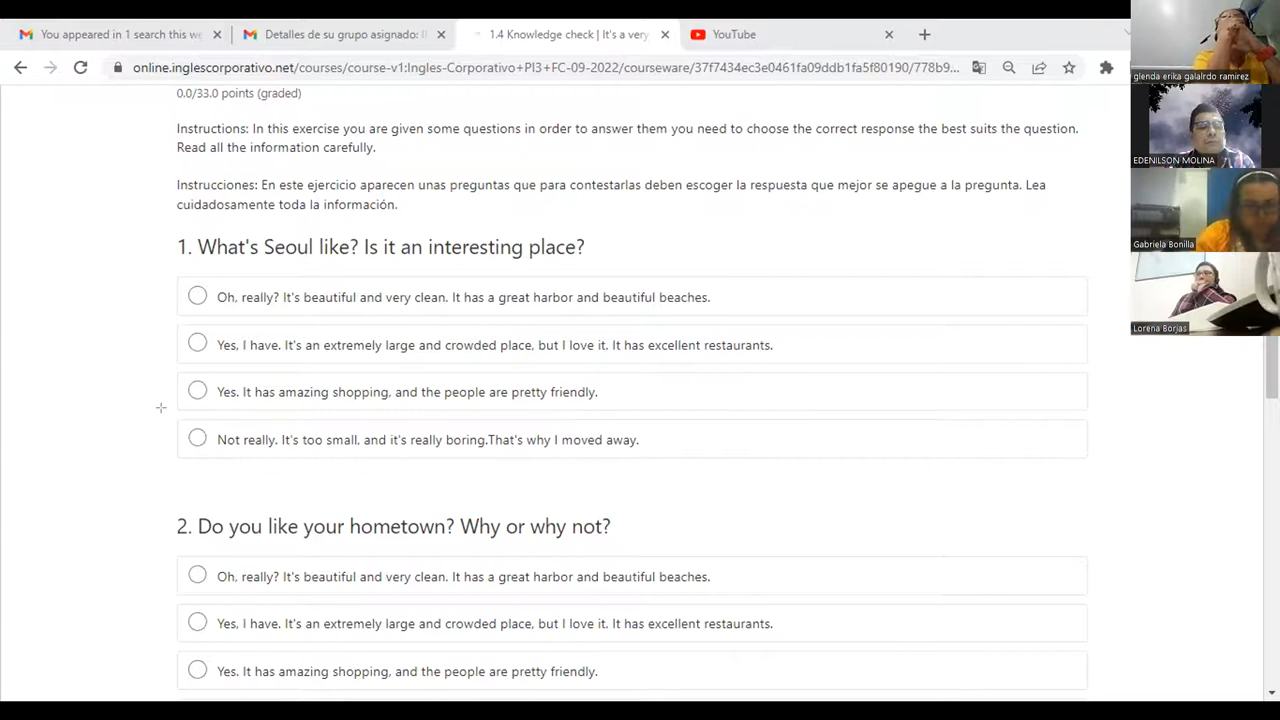 You appeared in 1 search this we
Detalles de su grupo asignado: I
1.4 Knowledge check | It's a very
YouTube
online.inglescorporativo.net/courses/course-v1:Ingles-Corporativo+PI3+FC-09-2022/courseware/37f7434ec3e0461fa09ddb1fa5f80190/778b9...
0.0/33.0 points (graded)
Instructions: In this exercise you are given some questions in order to answer them you need to choose the correct response the best suits the question.
Read all the information carefully.
Instrucciones: En este ejercicio aparecen unas preguntas que para contestarlas deben escoger la respuesta que mejor se apegue a la pregunta. Lea
cuidadosamente toda la información.
1. What's Seoul like? Is it an interesting place?
Oh, really? It's beautiful and very clean. It has a great harbor and beautiful beaches.
Yes, I have. It's an extremely large and crowded place, but I love it. It has excellent restaurants.
Yes. It has amazing shopping, and the people are pretty friendly.
Not really. It's too small, and it's really boring.That's why I moved away.
2. Do you like your hometown? Why or why not?
Oh, really? It's beautiful and very clean. It has a great harbor and beautiful beaches.
Yes, I have. It's an extremely large and crowded place, but I love it. It has excellent restaurants.
Yes. It has amazing shopping, and the people are pretty friendly.
glenda erika galalrdo ramirez
EDENILSON MOLINA
Gabriela Bonilla
Lorena Borjas